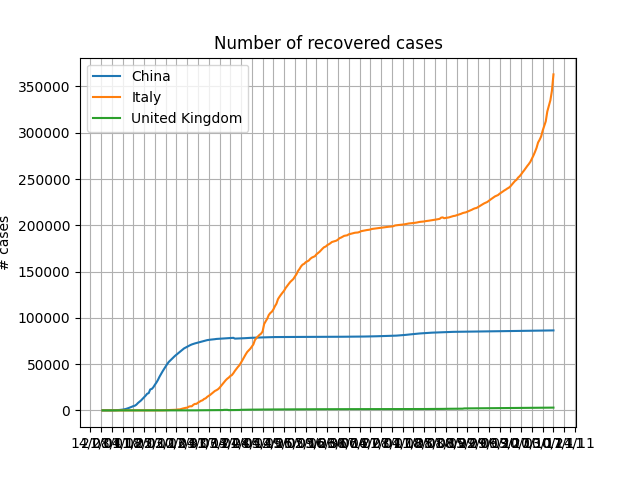 Number of recovered cases
China
Italy
United Kingdom
# cases
350000
300000
250000
200000
150000
100000
50000
0